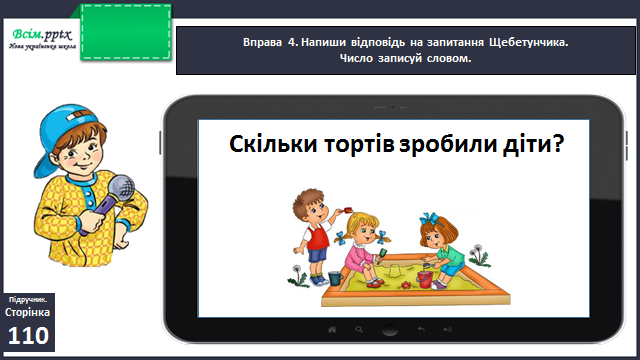 Всім.pptx
Нова українська школа
Вправа 4. Напиши відповідь на запитання Щебетунчика.
Число записуй словом.
Скільки тортів зробили діти?
Підручник.
Сторінка
110